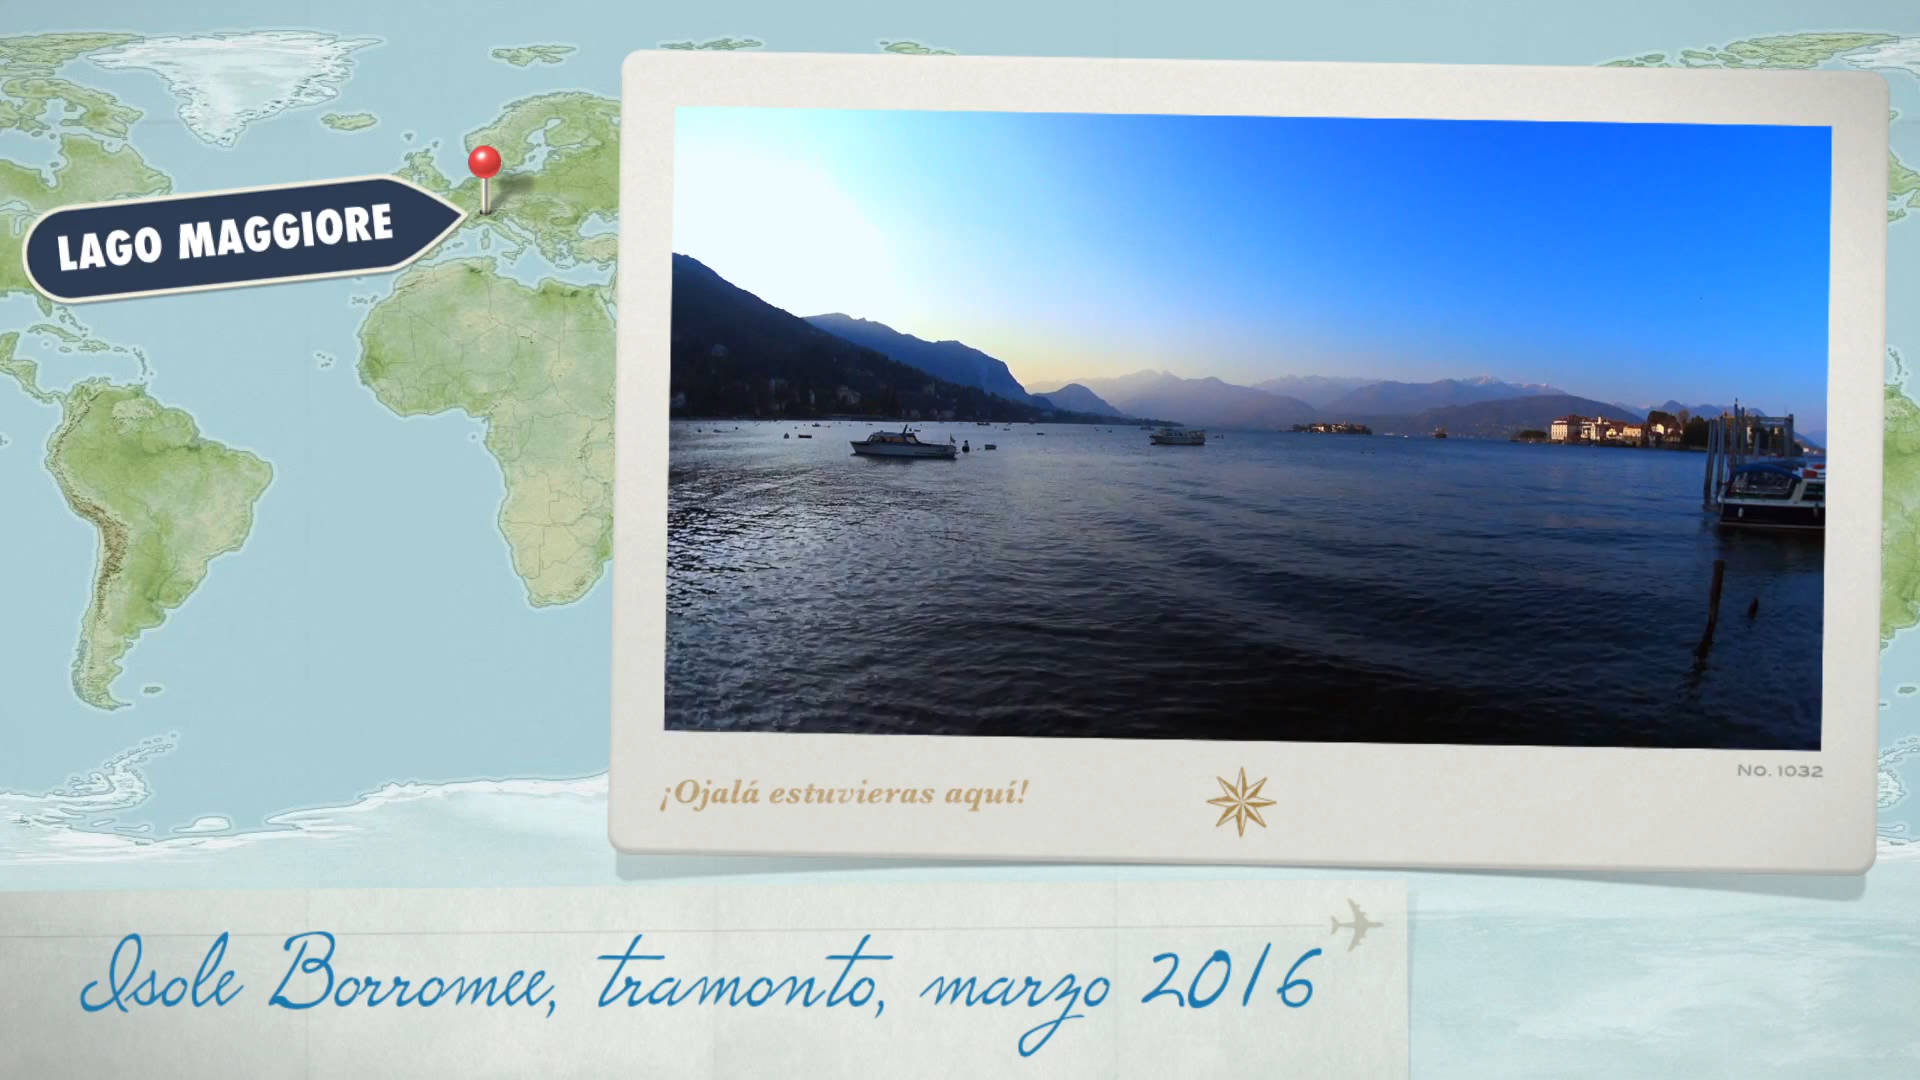 LAGO MAGGIORE
NO. 1032
¡Ojalá estuvieras aquí!
Isole Borromee, tramonto, marzo 2016